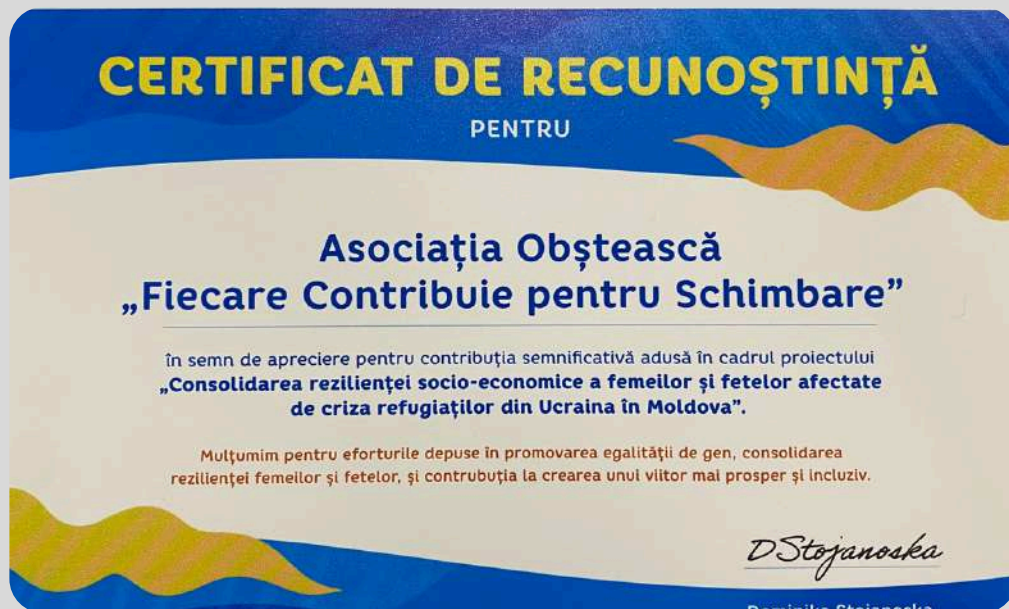 CERTIFICAT DE RECUNOȘTINȚĂ
PENTRU
Asociația Obștească
„Fiecare Contribuie pentru Schimbare”
în semn de apreciere pentru contribuția semnificativă adusă în cadrul proiectului
„Consolidarea rezilienței socio-economice a femeilor și fetelor afectate
de criza refugiaților din Ucraina în Moldova”.
Mulțumim pentru eforturile depuse în promovarea egalității de gen, consolidarea
rezilienței femeilor și fetelor, și contrubuția la crearea unui viitor mai prosper și incluziv.
DStojanoska
Dominika Stojanoska